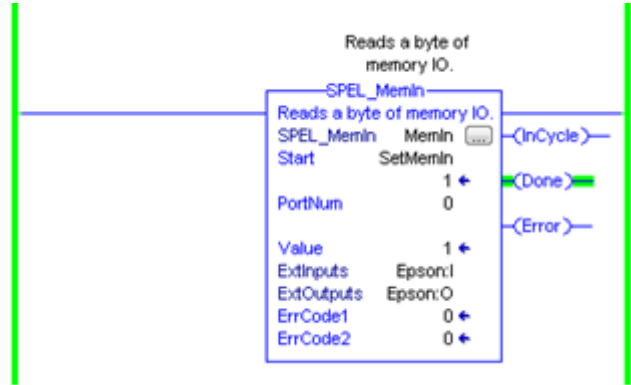 Reads a byte of
memory IO.
SPEL_MemIn
Reads a byte of memory IO.
SPEL_MemIn MemIn ...
Start SetMemIn
1
PortNum 0
Value 1
ExtInputs Epson:I
ExtOutputs Epson:O
ErrCode1 0
ErrCode2 0
InCycle
Done
Error